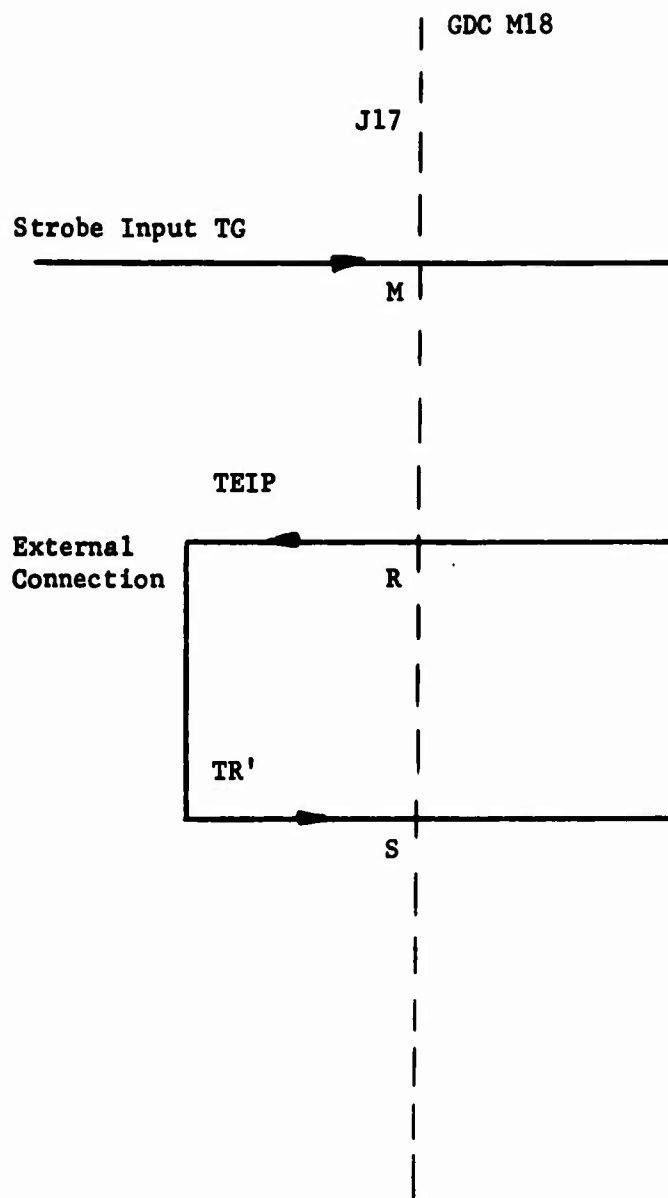 GDC M18
J17
Strobe Input TG
M
TEIP
External
Connection
R
TR'
S